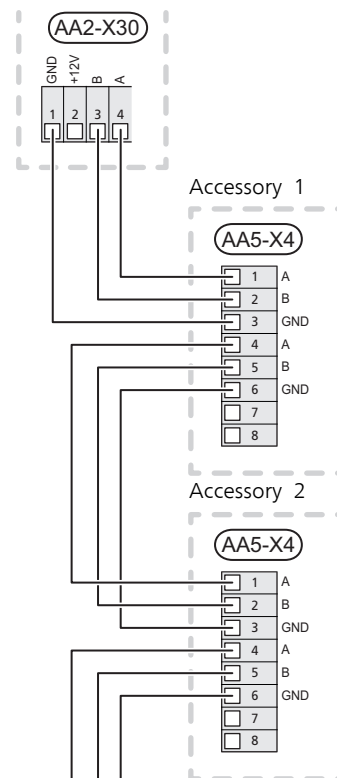 AA2-X30
GND +12V B A
1 2 3 4
Accessory 1
AA5-X4
1 A
2 B
3 GND
4 A
5 B
6 GND
7
8
Accessory 2
AA5-X4
1 A
2 B
3 GND
4 A
5 B
6 GND
7
8